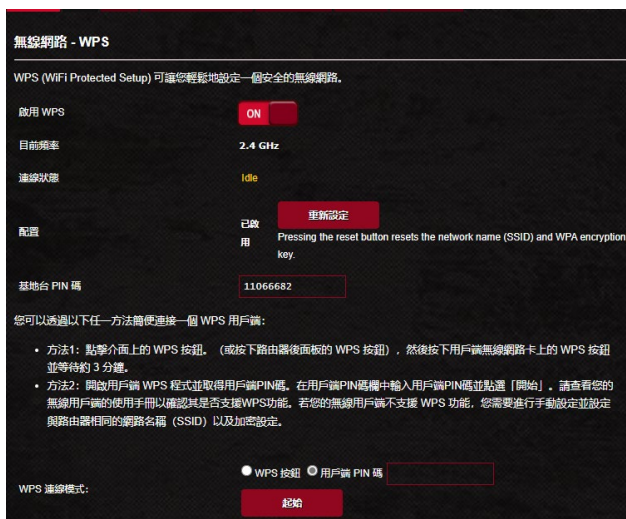 無線網路 - WPS
WPS (WiFi Protected Setup) 可讓您輕鬆地設定一個安全的無線網路。
啟用 WPS
ON
目前頻率
2.4 GHz
連線狀態
Idle
配置
已啟用
重新設定
Pressing the reset button resets the network name (SSID) and WPA encryption
key.
基地台 PIN 碼
11066682
您可以透過以下任一方法簡便連接一個 WPS 用戶端:
• 方法1: 點擊介面上的 WPS 按鈕。 (或按下路由器後面板的 WPS 按鈕) , 然後按下用戶端無線網路卡上的 WPS 按鈕
並等待約 3 分鐘。
• 方法2: 開啟用戶端 WPS 程式並取得用戶端PIN碼。在用戶端PIN碼欄中輸入用戶端PIN碼並點選「開始」。請查看您的
無線用戶端的使用手冊以確認其是否支援WPS功能。若您的無線用戶端不支援 WPS 功能, 您需要進行手動設定並設定
與路由器相同的網路名稱 (SSID) 以及加密設定。
WPS 連線模式:
WPS 按鈕 用戶端 PIN 碼
起始